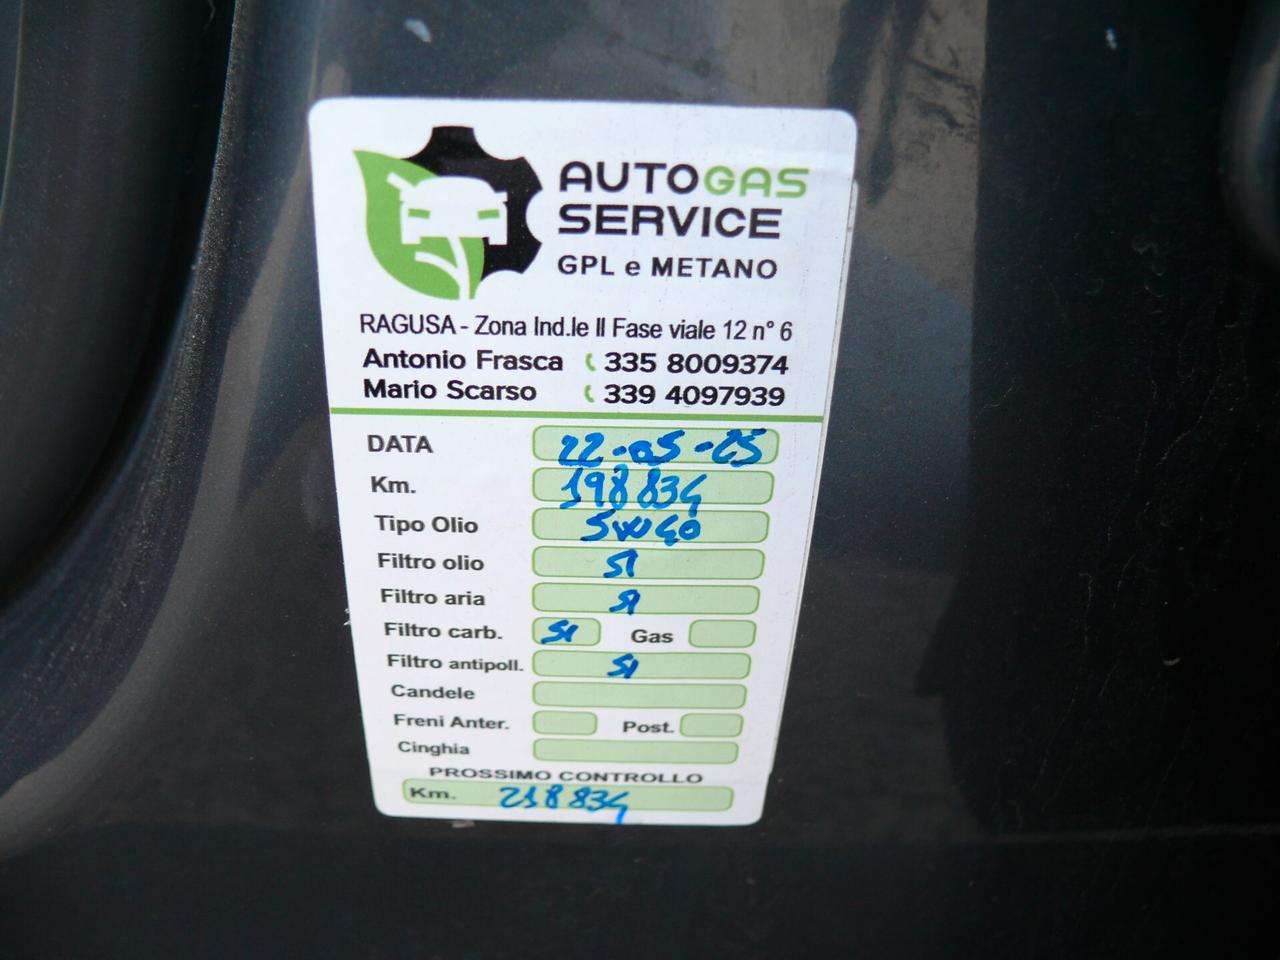 AUTOGAS
SERVICE
GPL e METANO
RAGUSA - Zona Ind.le II Fase viale 12 n° 6
Antonio Frasca 335 8009374
Mario Scarso 339 4097939
DATA 22-05-25
Km. 198834
Tipo Olio 5W40
Filtro olio SI
Filtro aria SI
Filtro carb. SI Gas
Filtro antipoll. SI
Candele
Freni Anter. Post.
Cinghia
PROSSIMO CONTROLLO
Km. 218834